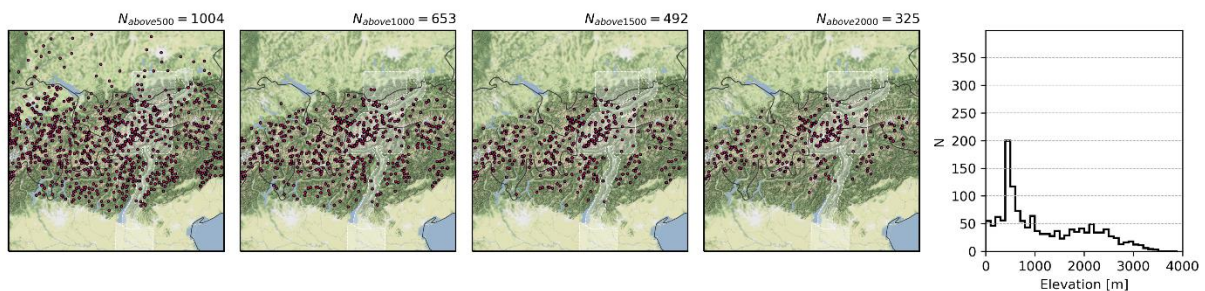 N_above500 = 1004
N_above1000 = 653
N_above1500 = 492
N_above2000 = 325
350
300
250
200
150
100
50
0
N
0 1000 2000 3000 4000
Elevation [m]